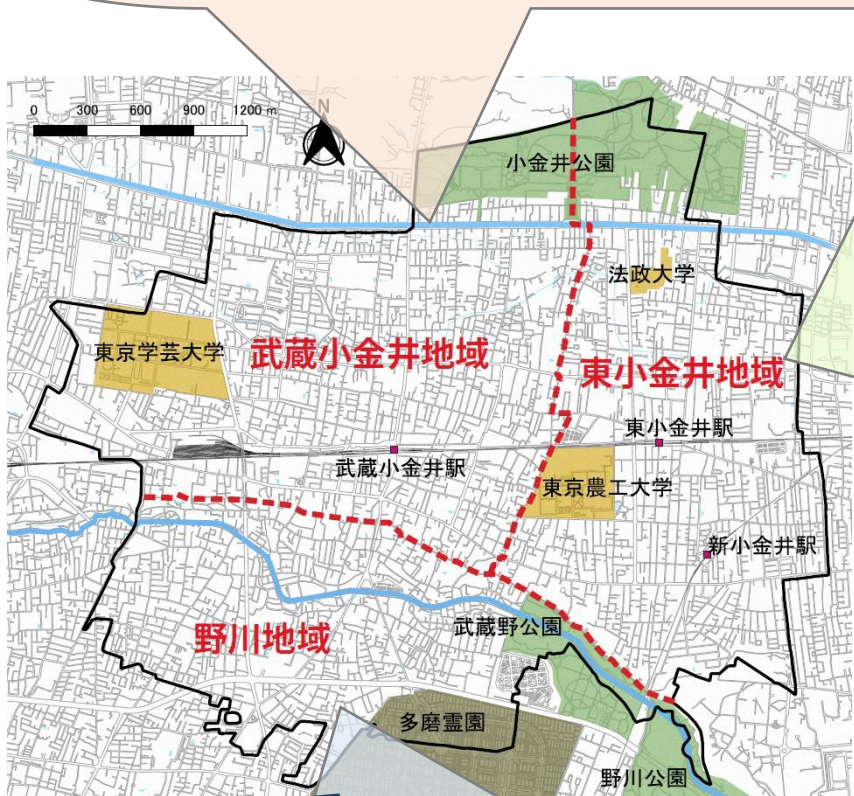 0 300 600 900 1200 m
N
小金井公園
法政大学
東京学芸大学
武蔵小金井地域
東小金井地域
東小金井駅
武蔵小金井駅
東京農工大学
新小金井駅
武蔵野公園
野川地域
多磨霊園
野川公園